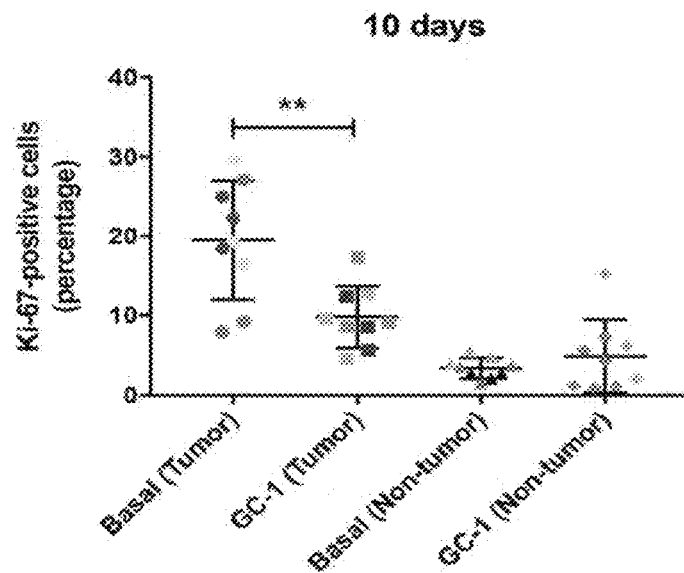 10 days
Ki-67-positive cells
(percentage)
40
30
20
10
0
**
Basal (Tumor)
GC-1 (Tumor)
Basal (Non-tumor)
GC-1 (Non-tumor)